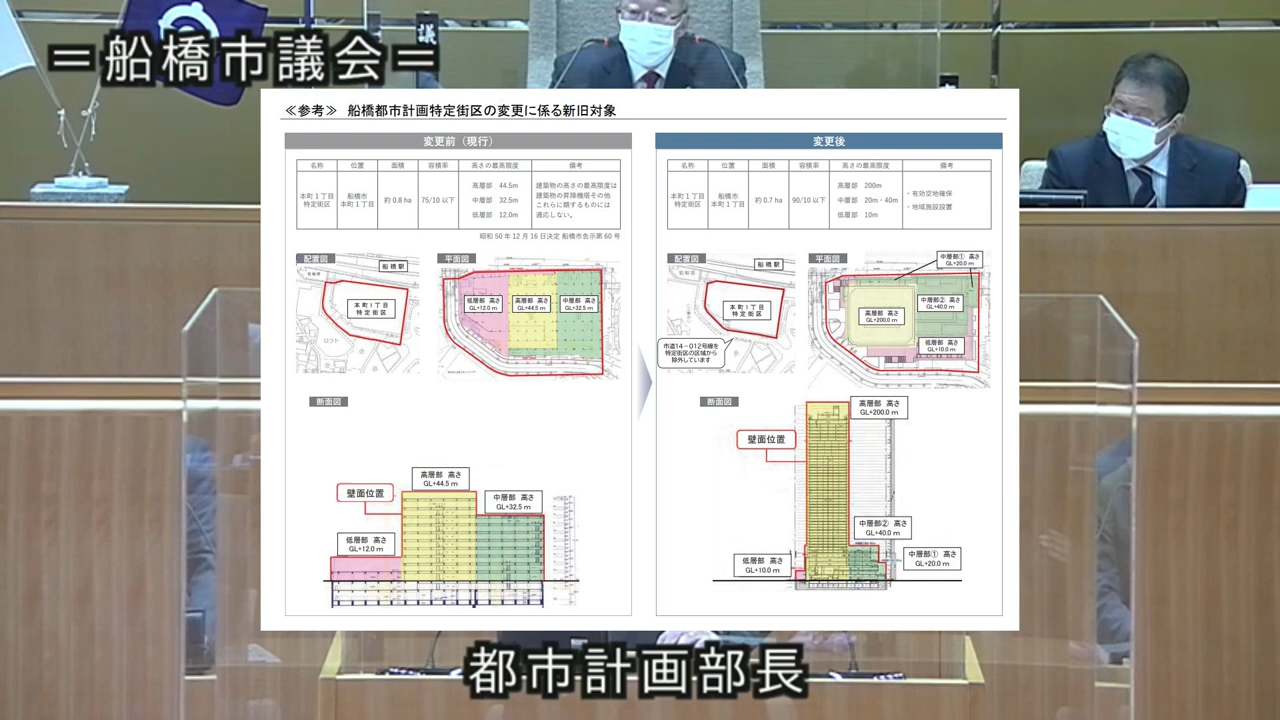 ＝船橋市議会＝
議
≪参考≫　船橋都市計画特定街区の変更に係る新旧対象
変更前（現行）
名称　位置　面積　容積率　高さの最高限度　備考
本町１丁目
特定街区
船橋市
本町１丁目
約 0.8 ha
75/10 以下
高層部　44.5m
中層部　32.5m
低層部　12.0m
建築物の高さの最高限度は
建築物の昇降機塔その他
これらに類するものには
適応しない。
昭和 50 年 12 月 16 日決定 船橋市告示第 60 号
配置図
船 橋 駅
本 町 1 丁 目
特 定 街 区
ロフト
平面図
低層部 高さ
GL+12.0 m
高層部 高さ
GL+44.5 m
中層部 高さ
GL+32.5 m
断面図
高層部 高さ
GL+44.5 m
壁面位置
中層部 高さ
GL+32.5 m
低層部 高さ
GL+12.0 m
変更後
名称　位置　面積　容積率　高さの最高限度　備考
本町１丁目
特定街区
船橋市
本町１丁目
約 0.7 ha
90/10 以下
高層部　200m
中層部　20m・40m
低層部　10m
・有効空地確保
・地域施設設置
配置図
船 橋 駅
本 町 1 丁 目
特 定 街 区
市道１４－０１２号線を
特定街区の区域から
除外しています
平面図
中層部① 高さ
GL+20.0 m
中層部② 高さ
GL+40.0 m
高層部 高さ
GL+200.0 m
低層部 高さ
GL+10.0 m
断面図
高層部 高さ
GL+200.0 m
壁面位置
中層部② 高さ
GL+40.0 m
中層部① 高さ
GL+20.0 m
低層部 高さ
GL+10.0 m
都市計画部長